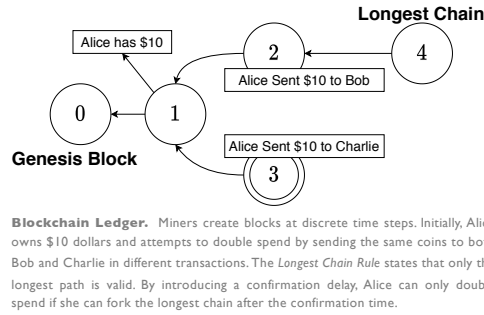 Longest Chain
Alice has $10
2
4
Alice Sent $10 to Bob
0
1
Alice Sent $10 to Charlie
Genesis Block
3
Blockchain Ledger. Miners create blocks at discrete time steps. Initially, Alic
owns $10 dollars and attempts to double spend by sending the same coins to bo
Bob and Charlie in different transactions. The Longest Chain Rule states that only th
longest path is valid. By introducing a confirmation delay, Alice can only doub
spend if she can fork the longest chain after the confirmation time.